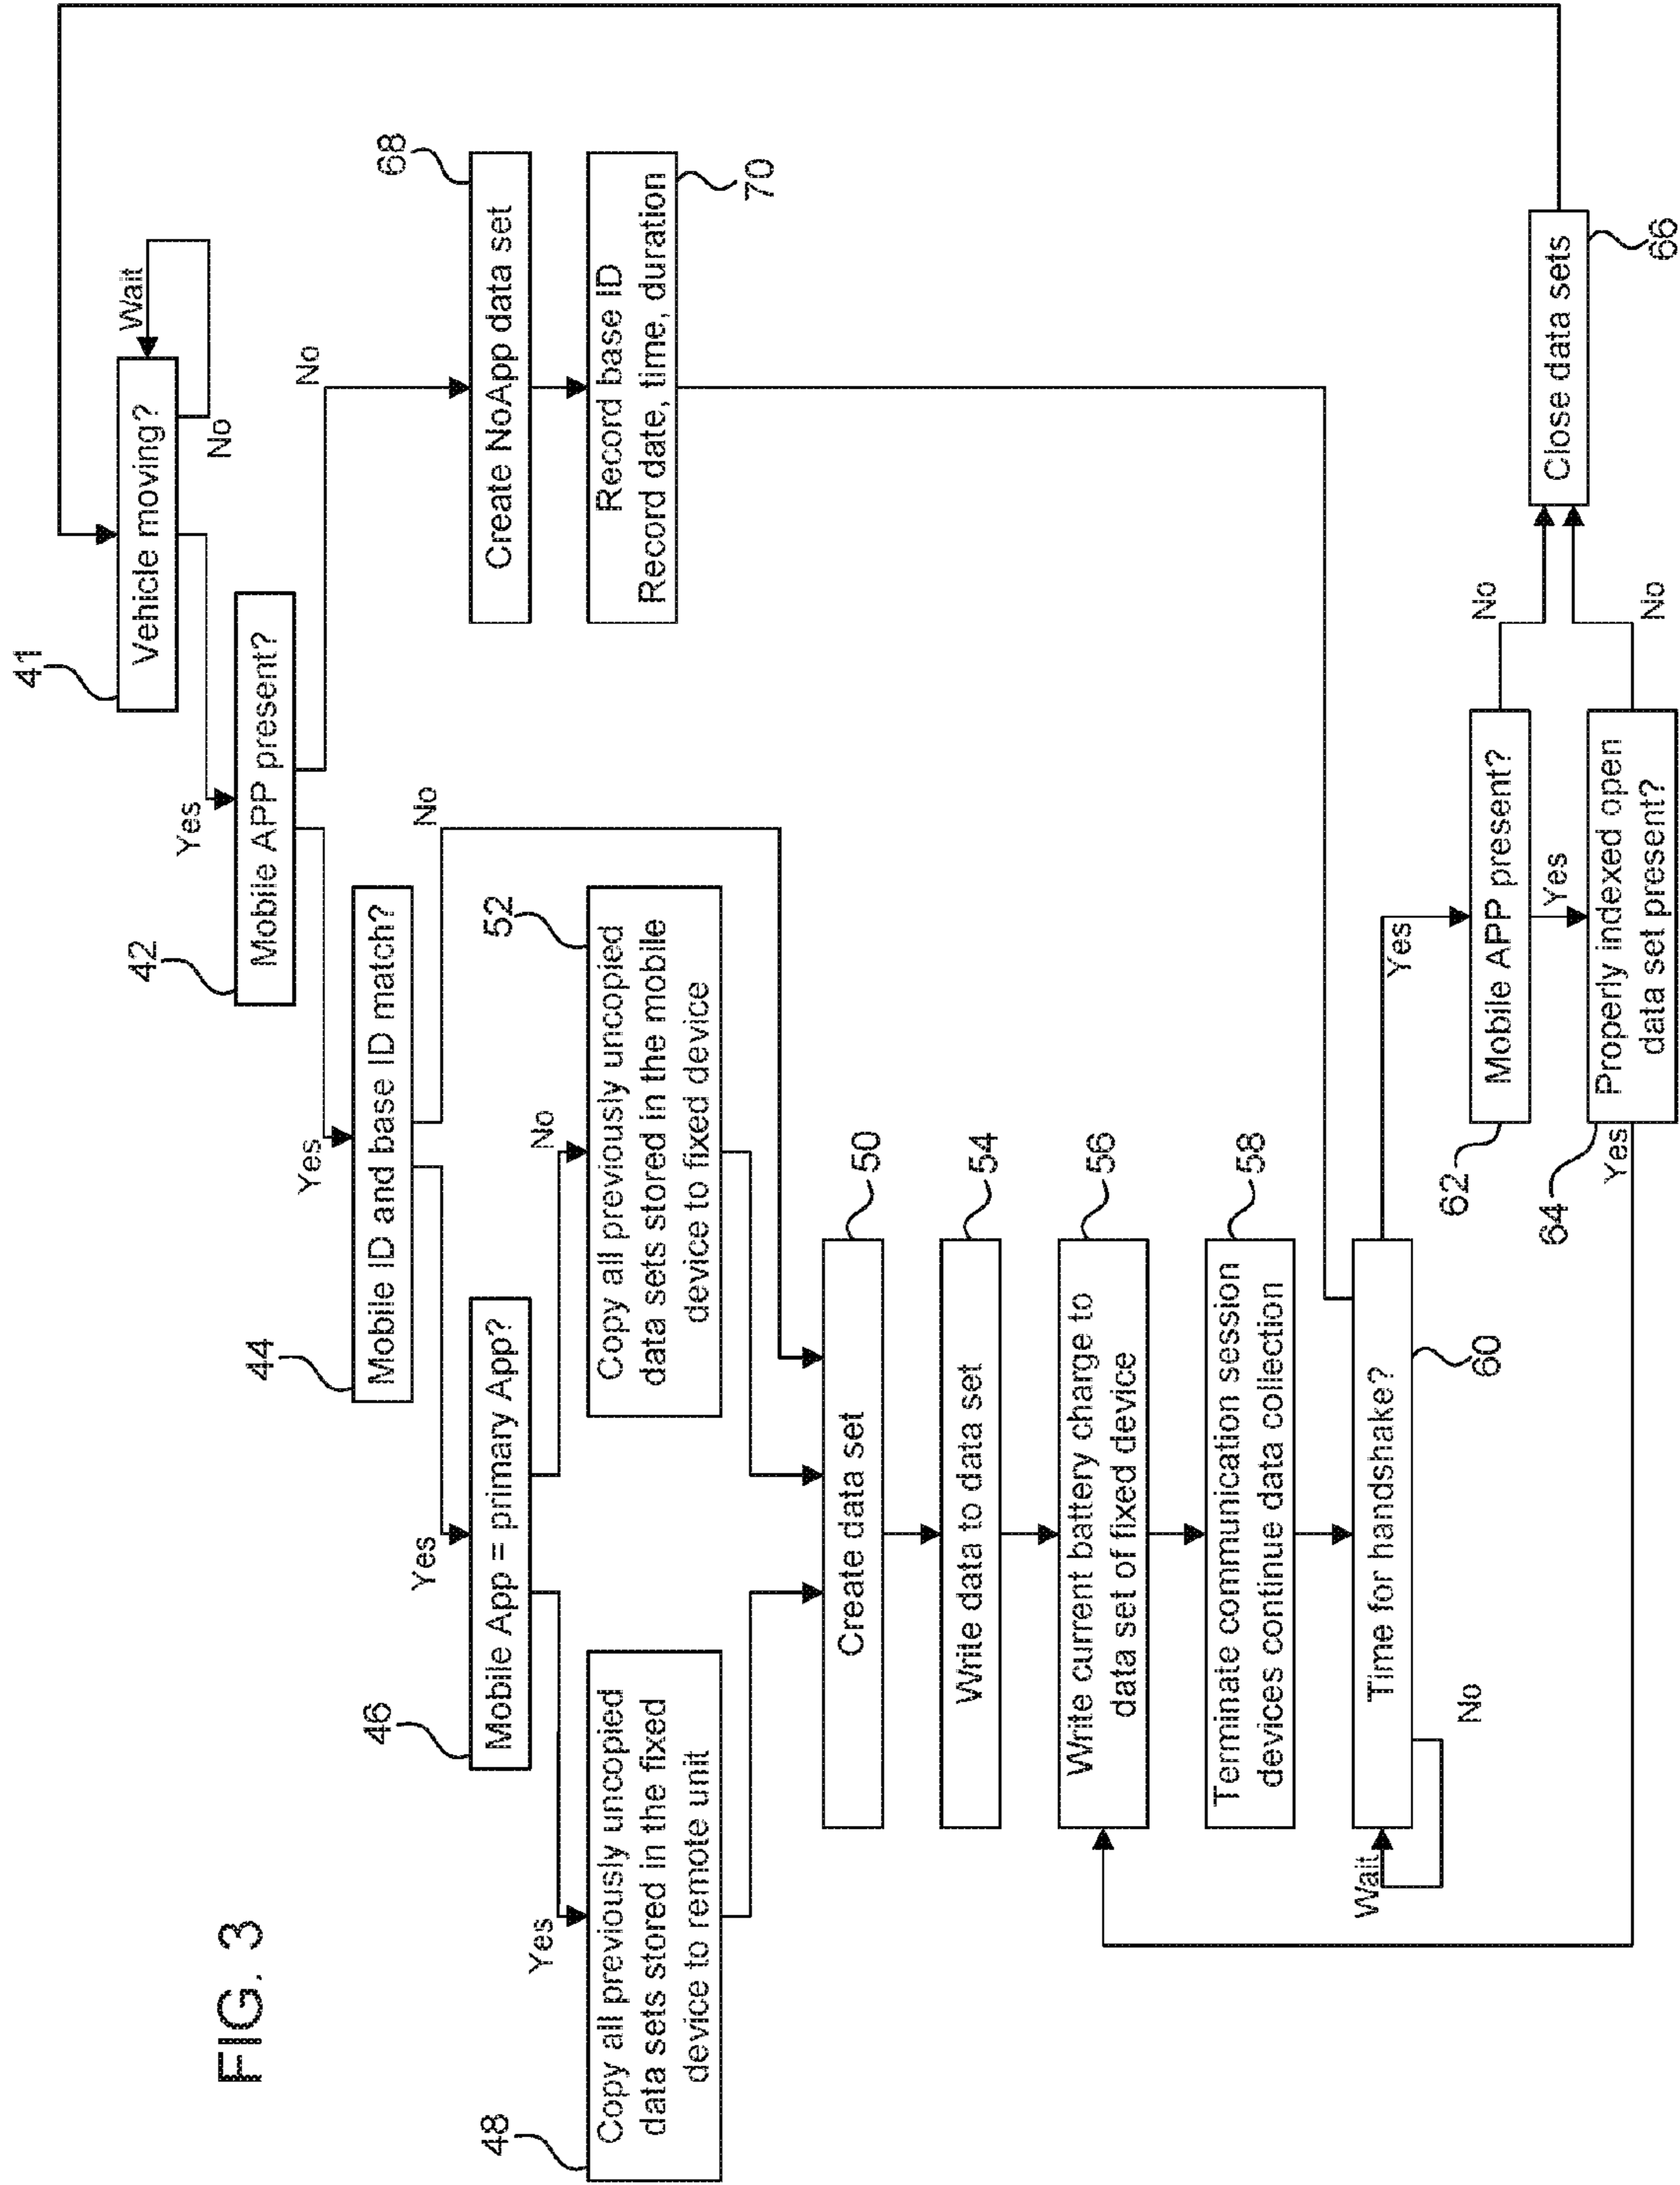 FIG. 3
41
Vehicle moving?
Wait
No
Yes
42
Mobile APP present?
No
Yes
44
Mobile ID and base ID match?
No
Yes
46
Mobile App = primary App?
Yes
No
48
Copy all previously uncopied
data sets stored in the fixed
device to remote unit
52
Copy all previously uncopied
data sets stored in the mobile
device to fixed device
68
Create NoApp data set
Record base ID
Record date, time, duration
70
Create data set
50
Write data to data set
54
Write current battery charge to
data set of fixed device
56
Terminate communication session
devices continue data collection
58
Time for handshake?
60
Wait
No
Yes
62
Mobile APP present?
No
Yes
64
Properly indexed open
data set present?
Yes
No
Close data sets
66